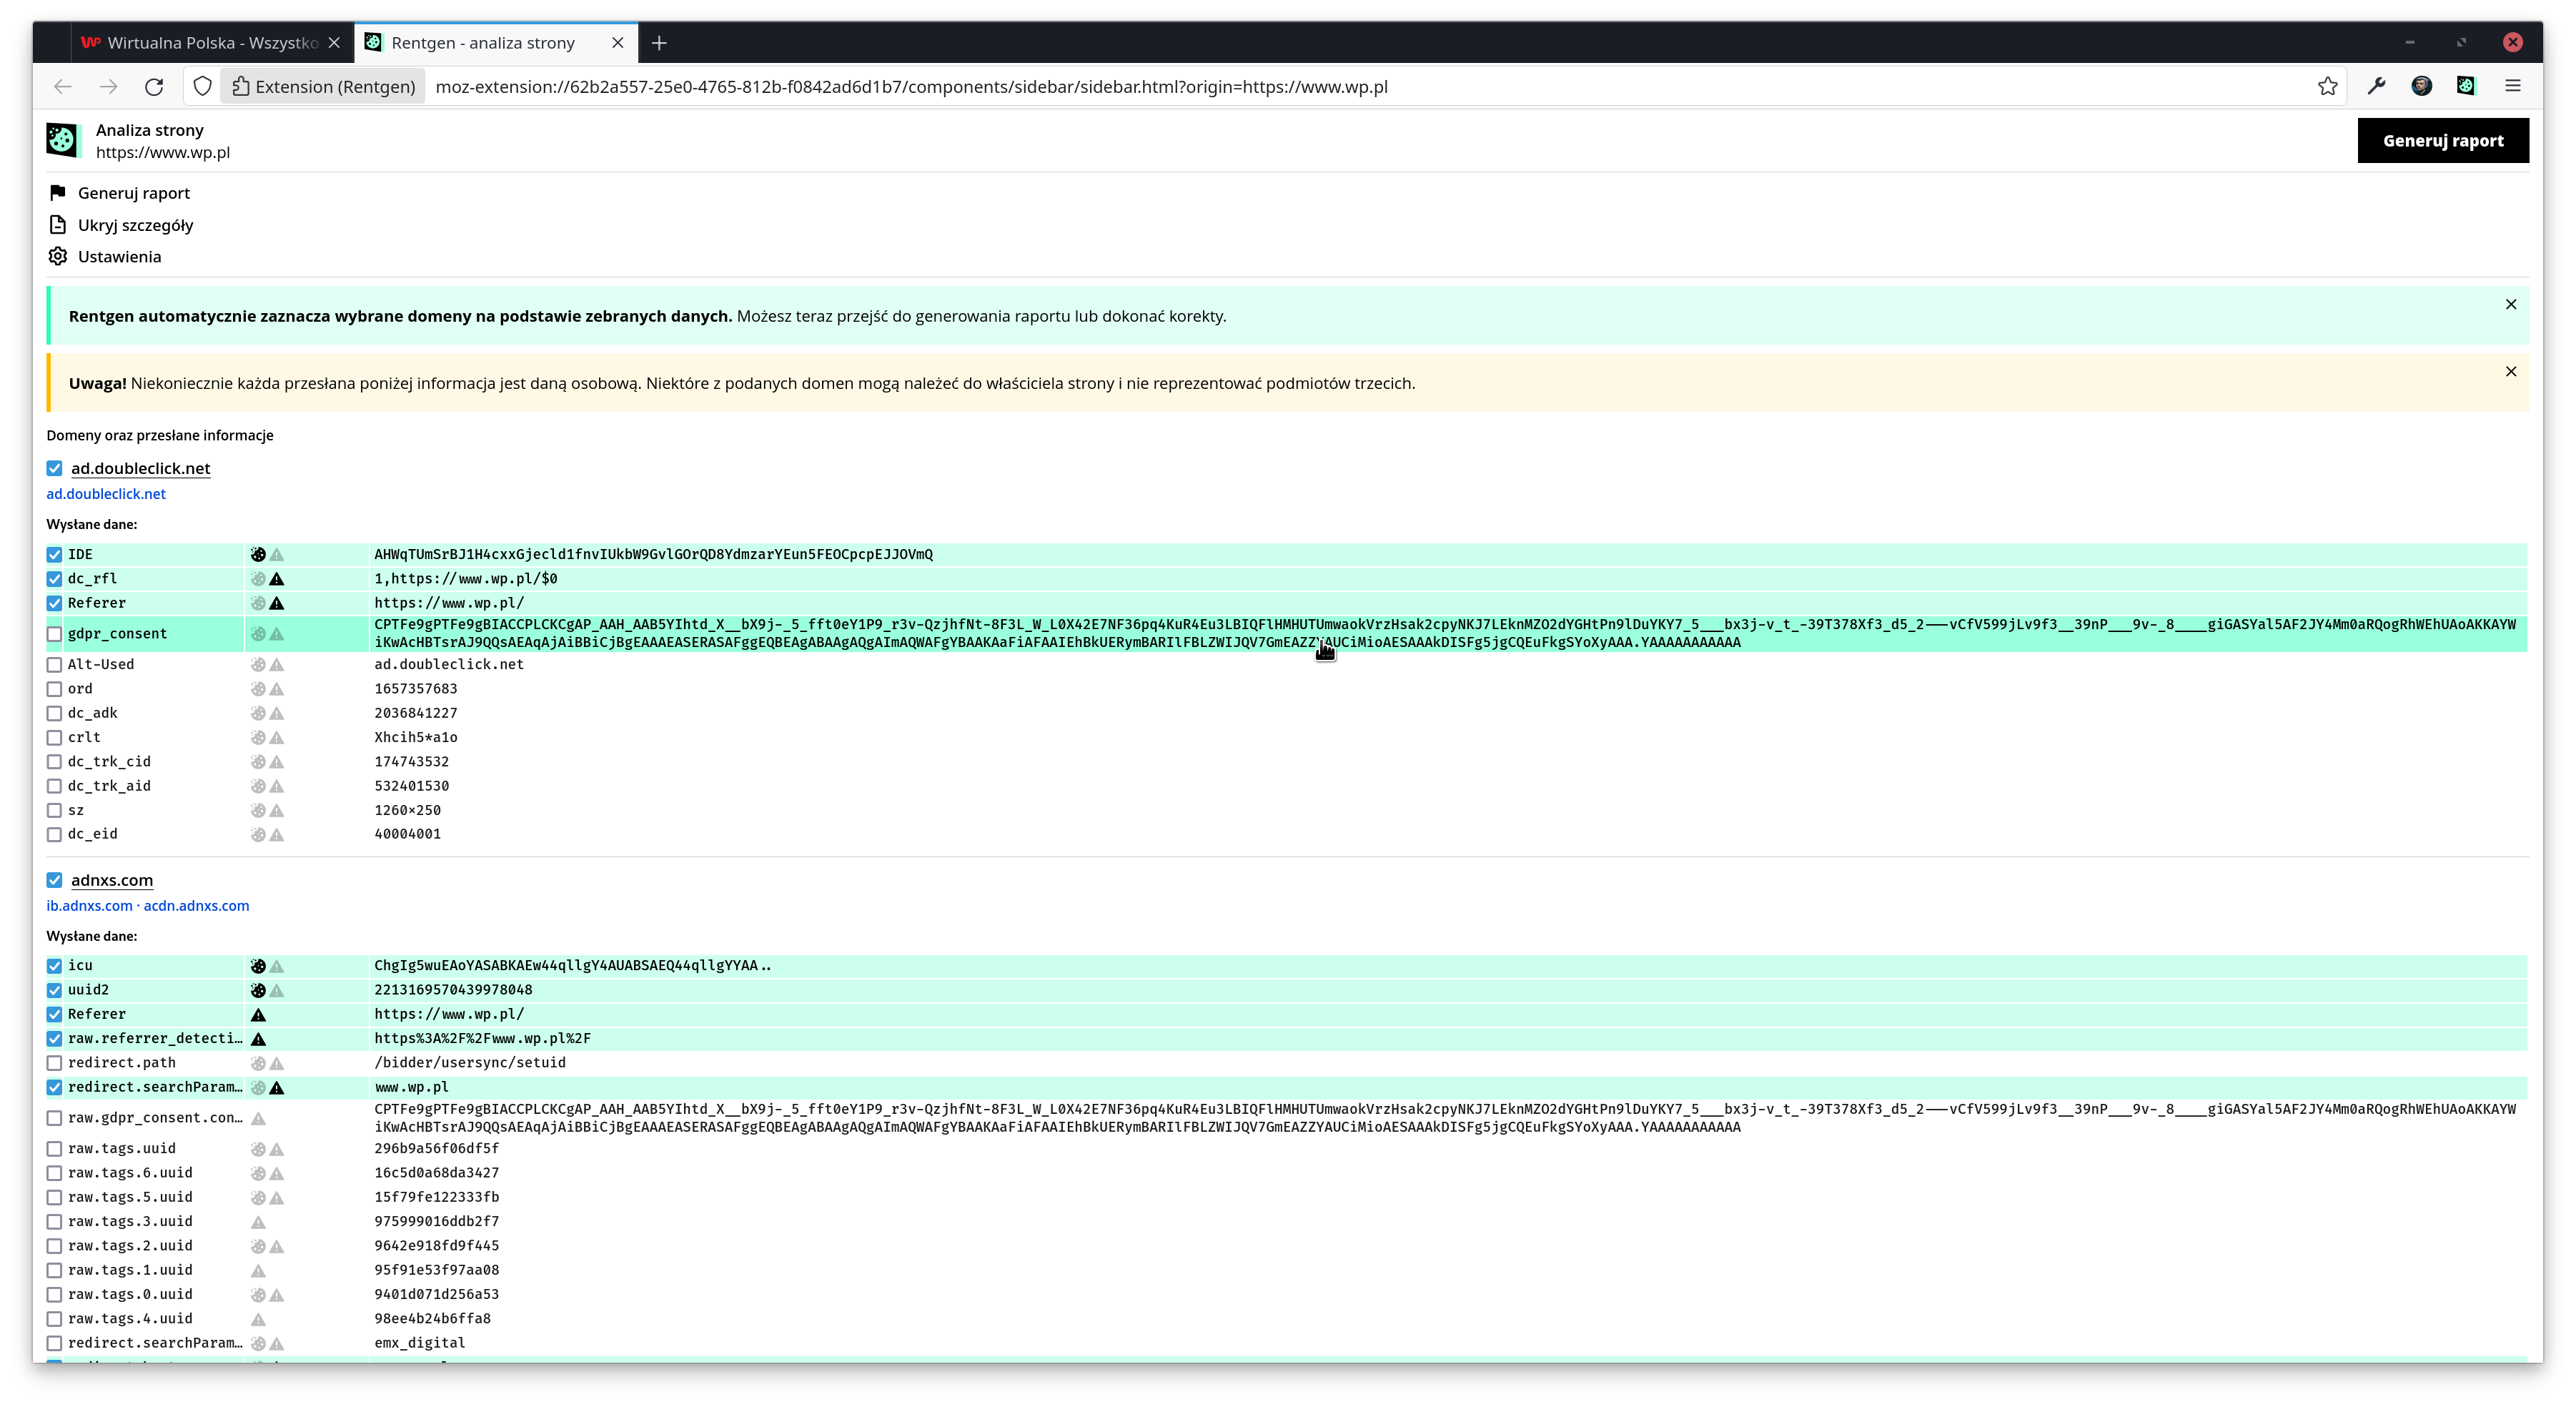 WP Wirtualna Polska - Wszystko
Rentgen - analiza strony
Extension (Rentgen) moz-extension://62b2a557-25e0-4765-812b-f0842ad6d1b7/components/sidebar/sidebar.html?origin=https://www.wp.pl
Analiza strony
https://www.wp.pl
Generuj raport
Generuj raport
Ukryj szczegóły
Ustawienia
Rentgen automatycznie zaznacza wybrane domeny na podstawie zebranych danych. Możesz teraz przejść do generowania raportu lub dokonać korekty.
Uwaga! Niekoniecznie każda przesłana poniżej informacja jest daną osobową. Niektóre z podanych domen mogą należeć do właściciela strony i nie reprezentować podmiotów trzecich.
Domeny oraz przesłane informacje
ad.doubleclick.net
ad.doubleclick.net
Wysłane dane:
IDE AHWqTUmSrBJ1H4cxxGjecld1fnvIUkbW9GvlGOrQD8YdmzarYEun5FEOCpcpEJJOVmQ
dc_rfl 1,https://www.wp.pl/$0
Referer https://www.wp.pl/
gdpr_consent CPTFe9gPTFe9gBIACCPLCKCgAP_AAH_AAB5YIhtd_X__bX9j-_5_fft0eY1P9_r3v-QzjhfNt-8F3L_W_L0X42E7NF36pq4KuR4Eu3LBIQFlHMHUTUmwaokVrzHsak2cpyNKJ7LEknMZO2dYGHtPn9lDuYKY7_5___bx3j-v_t_-39T378Xf3_d5_2---vCfV599jLv9f3__39nP___9v-_8____giGASYal5AF2JY4Mm0aRQogRhWEhUAoAKKAYW
iKwAcHBTsrAJ9QQsAEAqAjAiBBiCjBgEAAAEASERASAFggEQBEAgABAAgAQgAImAQWAFgYBAAKAaFiAFAAIEhBkUERymBARIlFBLZWIJQV7GmEAZZYAUCiMioAESAAAkDISFg5jgCQEuFkgSYoXyAAA.YAAAAAAAAAAA
Alt-Used ad.doubleclick.net
ord 1657357683
dc_adk 2036841227
crlt Xhcih5*a1o
dc_trk_cid 174743532
dc_trk_aid 532401530
sz 1260×250
dc_eid 40004001
adnxs.com
ib.adnxs.com · acdn.adnxs.com
Wysłane dane:
icu ChgIg5wuEAoYASABKAEw44qllgY4AUABSAEQ44qllgYYAA..
uuid2 2213169570439978048
Referer https://www.wp.pl/
raw.referrer_detecti… https%3A%2F%2Fwww.wp.pl%2F
redirect.path /bidder/usersync/setuid
redirect.searchParam… www.wp.pl
raw.gdpr_consent.con… CPTFe9gPTFe9gBIACCPLCKCgAP_AAH_AAB5YIhtd_X__bX9j-_5_fft0eY1P9_r3v-QzjhfNt-8F3L_W_L0X42E7NF36pq4KuR4Eu3LBIQFlHMHUTUmwaokVrzHsak2cpyNKJ7LEknMZO2dYGHtPn9lDuYKY7_5___bx3j-v_t_-39T378Xf3_d5_2---vCfV599jLv9f3__39nP___9v-_8____giGASYal5AF2JY4Mm0aRQogRhWEhUAoAKKAYW
iKwAcHBTsrAJ9QQsAEAqAjAiBBiCjBgEAAAEASERASAFggEQBEAgABAAgAQgAImAQWAFgYBAAKAaFiAFAAIEhBkUERymBARIlFBLZWIJQV7GmEAZZYAUCiMioAESAAAkDISFg5jgCQEuFkgSYoXyAAA.YAAAAAAAAAAA
raw.tags.uuid 296b9a56f06df5f
raw.tags.6.uuid 16c5d0a68da3427
raw.tags.5.uuid 15f79fe122333fb
raw.tags.3.uuid 975999016ddb2f7
raw.tags.2.uuid 9642e918fd9f445
raw.tags.1.uuid 95f91e53f97aa08
raw.tags.0.uuid 9401d071d256a53
raw.tags.4.uuid 98ee4b24b6ffa8
redirect.searchParam… emx_digital